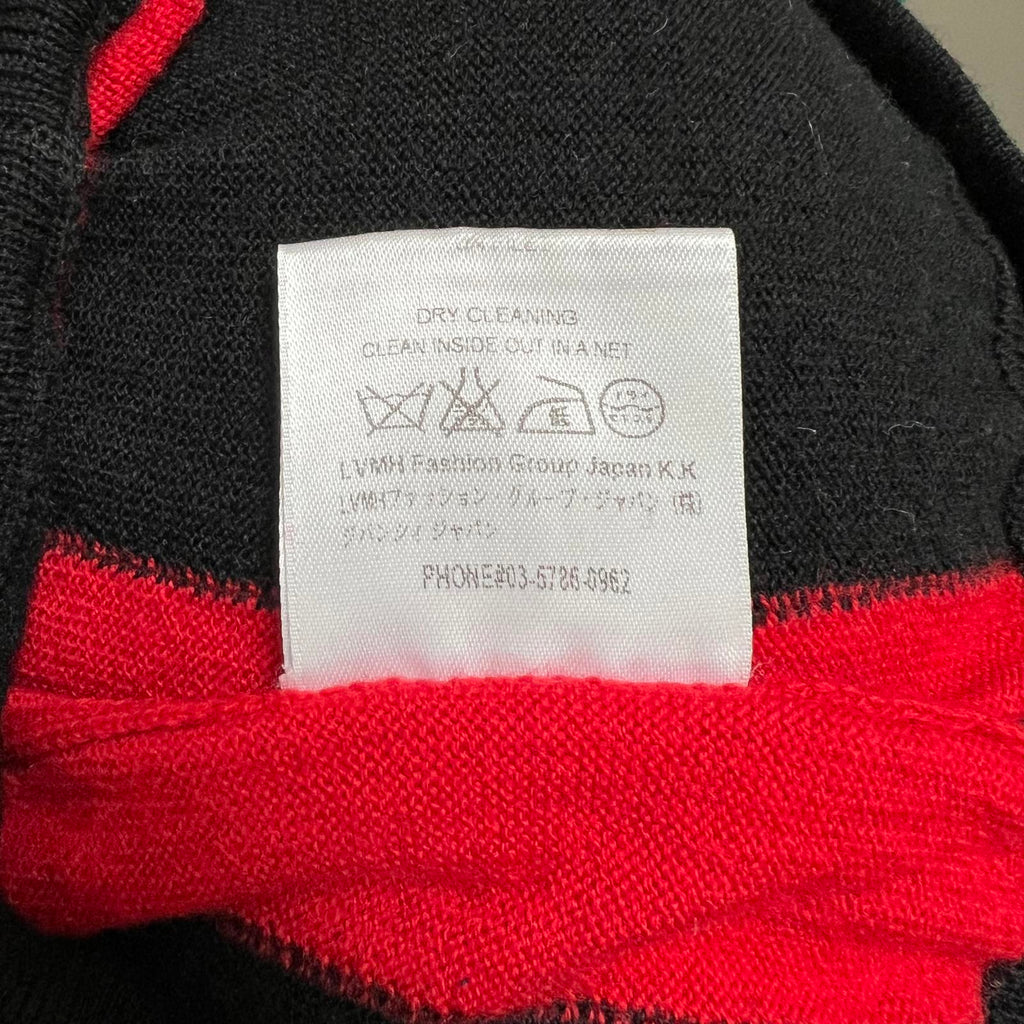 DRY CLEANING
CLEAN INSIDE OUT IN A NET
LVMH Fashion Group Japan K.K
LVMHファッション・グループ・ジャパン (株)
ジバンシィ ジャパン
PHONE#03-5786-0962